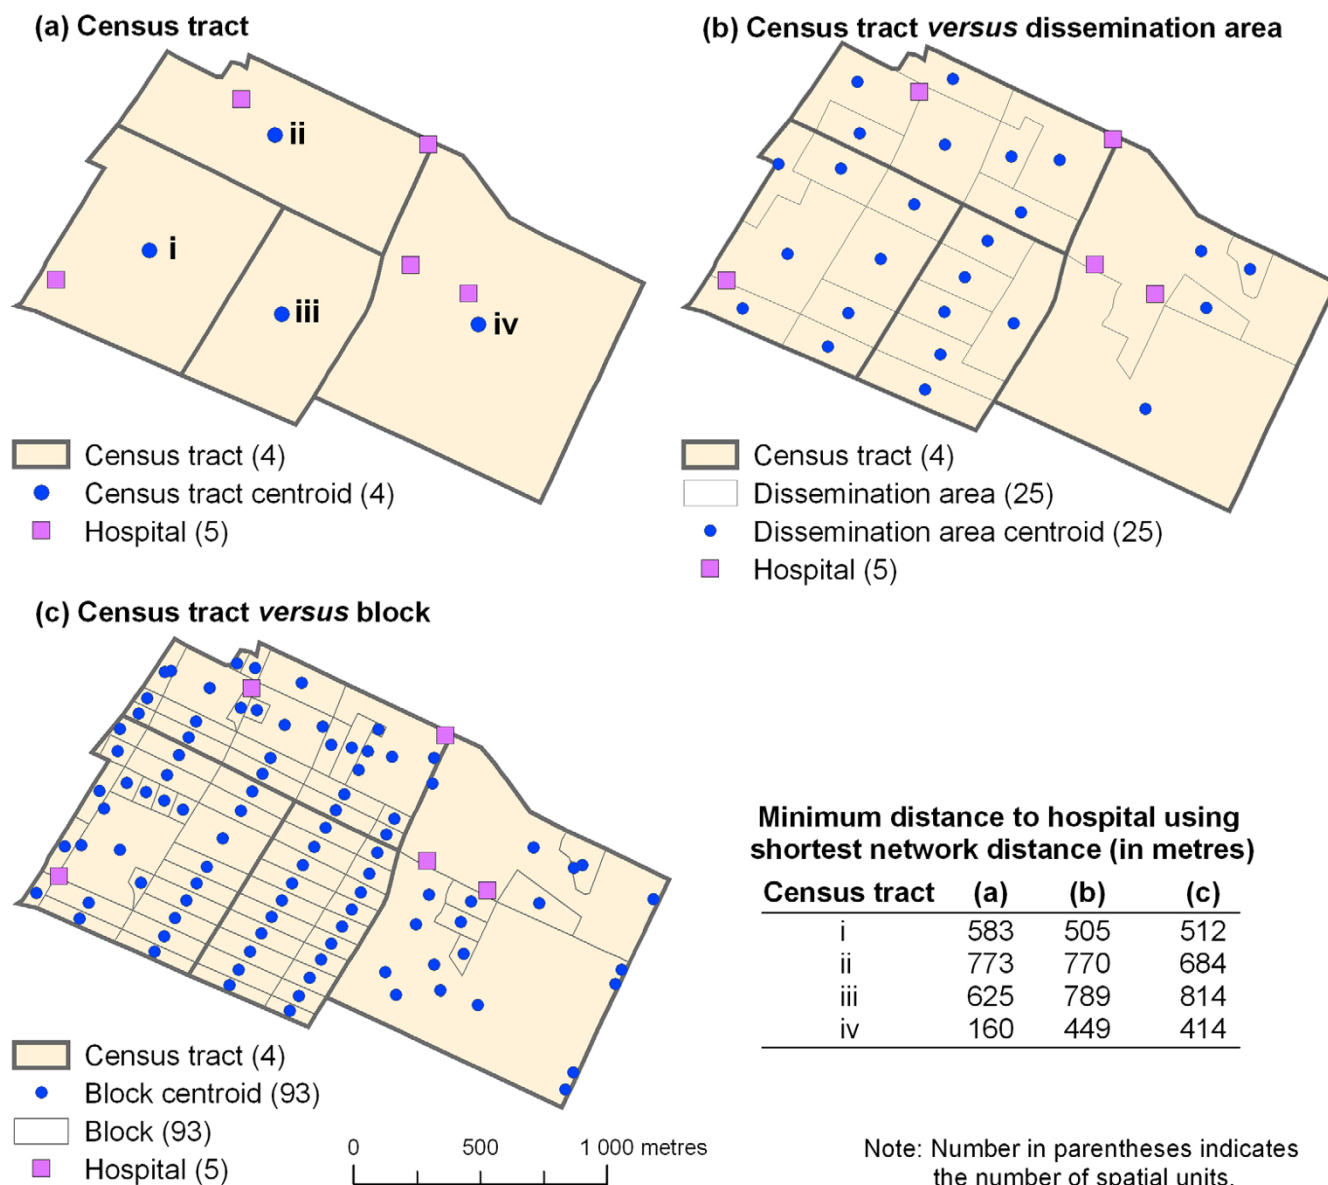 (a) Census tract
ii
i
iii
iv
Census tract (4)
Census tract centroid (4)
Hospital (5)
(b) Census tract versus dissemination area
Census tract (4)
Dissemination area (25)
Dissemination area centroid (25)
Hospital (5)
(c) Census tract versus block
Census tract (4)
Block centroid (93)
Block (93)
Hospital (5)
0 500 1 000 metres
Minimum distance to hospital using
shortest network distance (in metres)
Census tract (a) (b) (c)
i 583 505 512
ii 773 770 684
iii 625 789 814
iv 160 449 414
Note: Number in parentheses indicates
the number of spatial units.